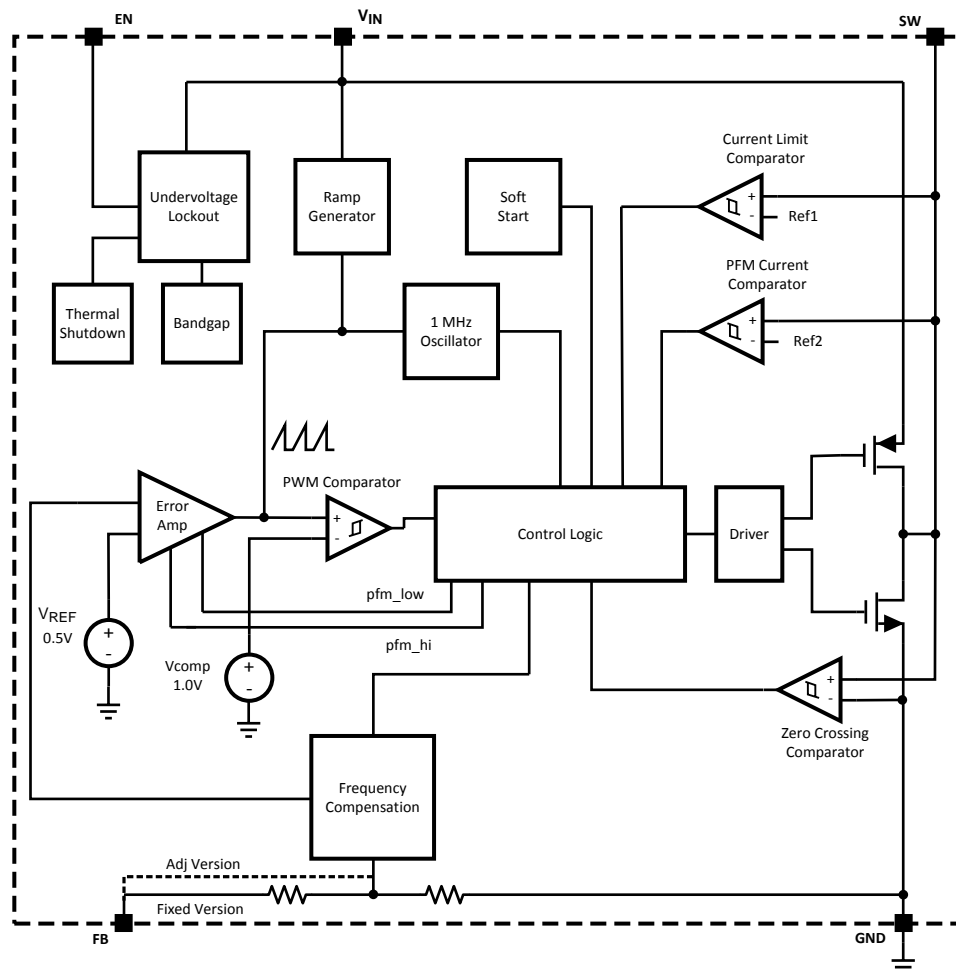 EN
VIN
SW
Current Limit
Comparator
Undervoltage
Lockout
Ramp
Generator
Soft
Start
+
-
Ref1
PFM Current
Comparator
Thermal
Shutdown
Bandgap
1 MHz
Oscillator
+
-
Ref2
PWM Comparator
Error
Amp
+
-
Control Logic
Driver
pfm_low
pfm_hi
VREF
0.5V
+
-
Vcomp
1.0V
+
-
+
-
Zero Crossing
Comparator
Frequency
Compensation
Adj Version
Fixed Version
FB
GND